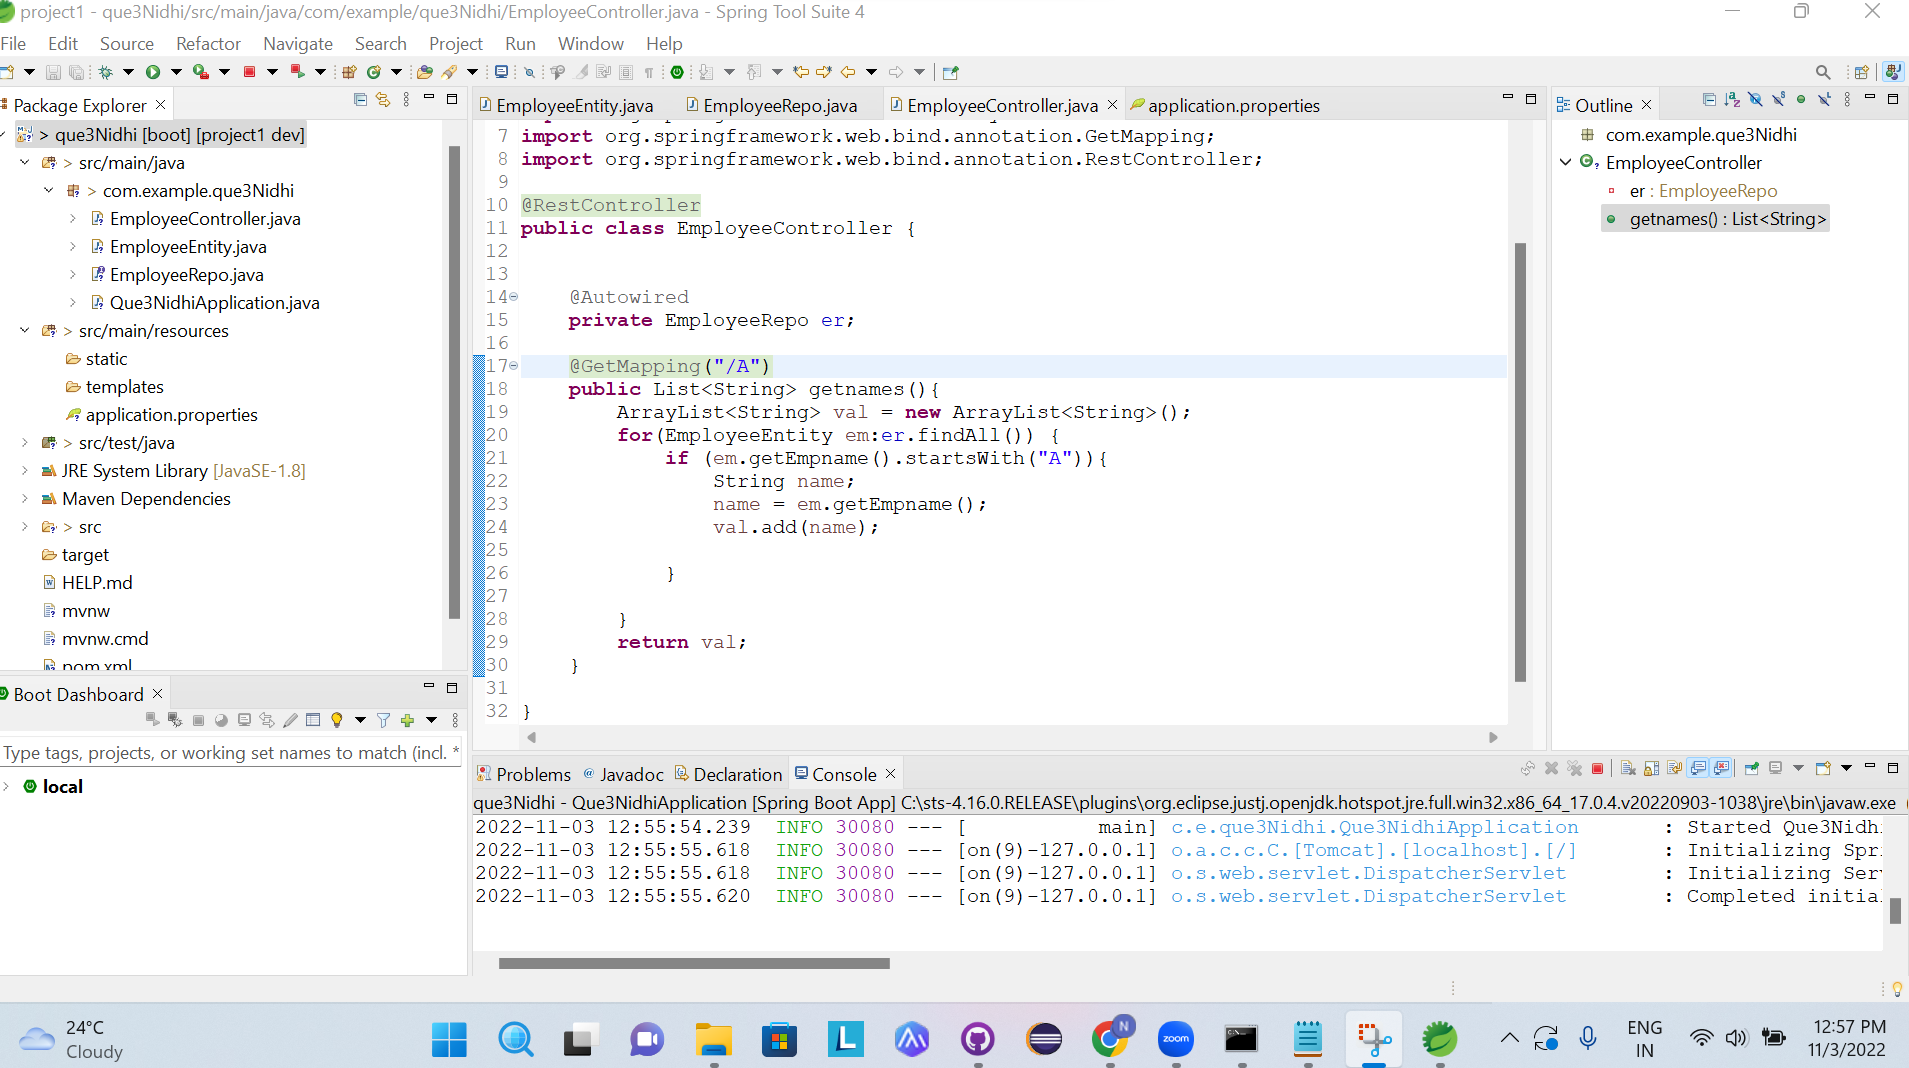 project1 - que3Nidhi/src/main/java/com/example/que3Nidhi/EmployeeController.java - Spring Tool Suite 4
File Edit Source Refactor Navigate Search Project Run Window Help
Package Explorer
> que3Nidhi [boot] [project1 dev]
> src/main/java
> com.example.que3Nidhi
EmployeeController.java
EmployeeEntity.java
EmployeeRepo.java
Que3NidhiApplication.java
> src/main/resources
static
templates
application.properties
> src/test/java
JRE System Library [JavaSE-1.8]
Maven Dependencies
> src
target
HELP.md
mvnw
mvnw.cmd
pom.xml
Boot Dashboard
Type tags, projects, or working set names to match (incl. *
local
EmployeeEntity.java EmployeeRepo.java EmployeeController.java application.properties
7 import org.springframework.web.bind.annotation.GetMapping;
8 import org.springframework.web.bind.annotation.RestController;
9
10 @RestController
11 public class EmployeeController {
12
13
14 @Autowired
15 private EmployeeRepo er;
16
17 @GetMapping("/A")
18 public List<String> getnames(){
19 ArrayList<String> val = new ArrayList<String>();
20 for(EmployeeEntity em:er.findAll()) {
21 if (em.getEmpname().startsWith("A")){
22 String name;
23 name = em.getEmpname();
24 val.add(name);
25
26 }
27
28 }
29 return val;
30 }
31
32 }
Outline
com.example.que3Nidhi
EmployeeController
er : EmployeeRepo
getnames() : List<String>
Problems @ Javadoc Declaration Console
que3Nidhi - Que3NidhiApplication [Spring Boot App] C:\sts-4.16.0.RELEASE\plugins\org.eclipse.justj.openjdk.hotspot.jre.full.win32.x86_64_17.0.4.v20220903-1038\jre\bin\javaw.exe (
2022-11-03 12:55:54.239 INFO 30080 --- [ main] c.e.que3Nidhi.Que3NidhiApplication : Started Que3Nidh
2022-11-03 12:55:55.618 INFO 30080 --- [on(9)-127.0.0.1] o.a.c.c.C.[Tomcat].[localhost].[/] : Initializing Spr
2022-11-03 12:55:55.618 INFO 30080 --- [on(9)-127.0.0.1] o.s.web.servlet.DispatcherServlet : Initializing Ser
2022-11-03 12:55:55.620 INFO 30080 --- [on(9)-127.0.0.1] o.s.web.servlet.DispatcherServlet : Completed initia
24°C
Cloudy
L
N
zoom
ENG
IN
12:57 PM
11/3/2022